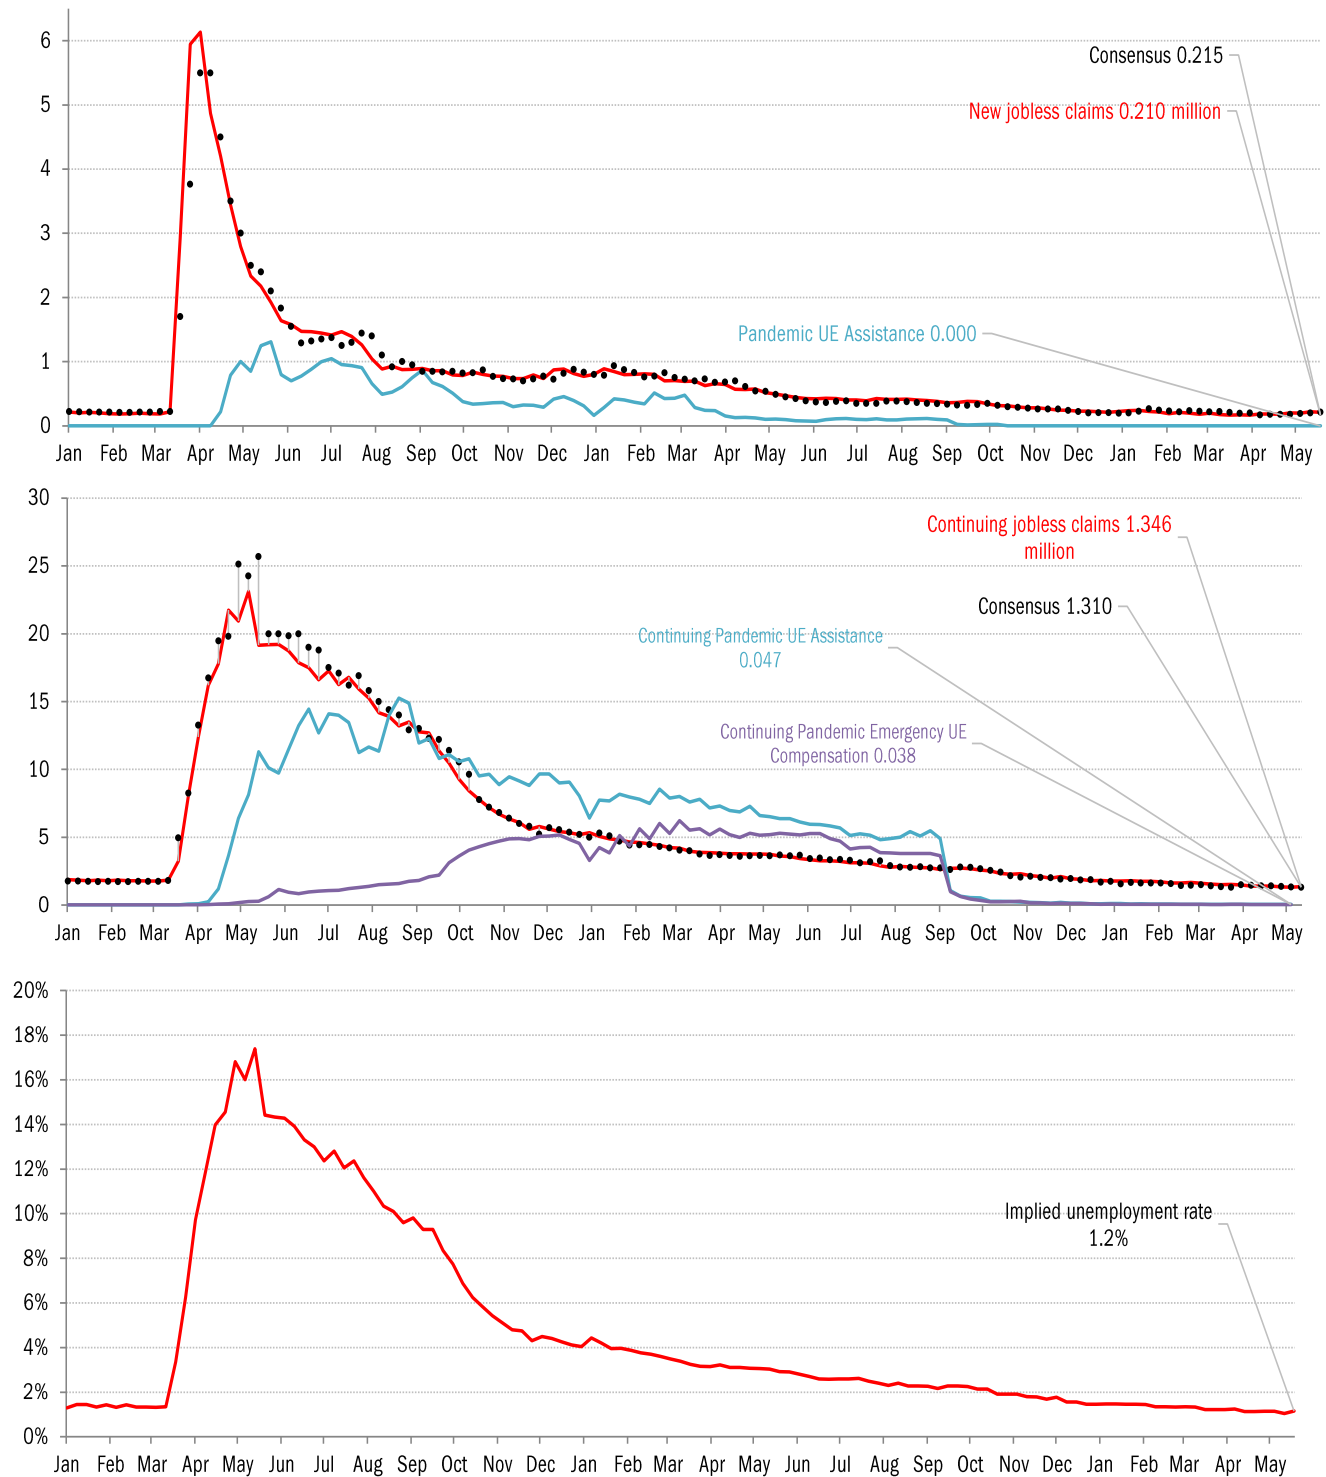 6
Consensus 0.215
5
New jobless claims 0.210 million
4
3
2
Pandemic UE Assistance 0.000
1
0
Jan Feb Mar Apr May Jun Jul Aug Sep Oct Nov Dec Jan Feb Mar Apr May Jun Jul Aug Sep Oct Nov Dec Jan Feb Mar Apr May
30
Continuing jobless claims 1.346
million
25
Consensus 1.310
20
Continuing Pandemic UE Assistance
0.047
15
Continuing Pandemic Emergency UE
Compensation 0.038
10
5
0
Jan Feb Mar Apr May Jun Jul Aug Sep Oct Nov Dec Jan Feb Mar Apr May Jun Jul Aug Sep Oct Nov Dec Jan Feb Mar Apr May
20%
18%
16%
14%
12%
10%
Implied unemployment rate
1.2%
8%
6%
4%
2%
0%
Jan Feb Mar Apr May Jun Jul Aug Sep Oct Nov Dec Jan Feb Mar Apr May Jun Jul Aug Sep Oct Nov Dec Jan Feb Mar Apr May